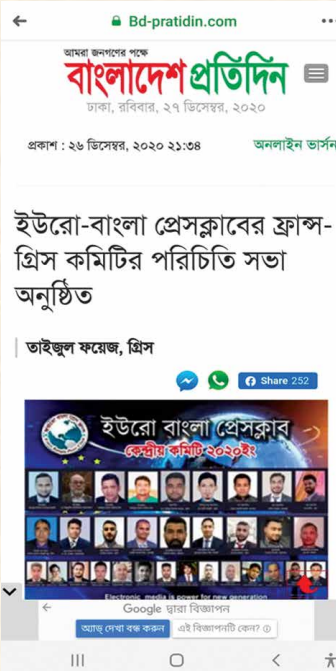 Bd-pratidin.com
আমরা জনগণের পক্ষে
বাংলাদেশ প্রতিদিন
ঢাকা, রবিবার, ২৭ ডিসেম্বর, ২০২০
প্রকাশ : ২৬ ডিসেম্বর, ২০২০ ২১:৩৪
অনলাইন ভার্সন
ইউরো-বাংলা প্রেসক্লাবের ফ্রান্স-
গ্রিস কমিটির পরিচিতি সভা
অনুষ্ঠিত
তাইজুল ফয়েজ, গ্রিস
Share 252
ইউরো বাংলা প্রেসক্লাব
কেন্দ্রীয় কমিটি ২০২০ইং
Electronic media is power for new generation
Google দ্বারা বিজ্ঞাপন
অ্যাড্ দেখা বন্ধ করুন
এই বিজ্ঞাপনটি কেন?